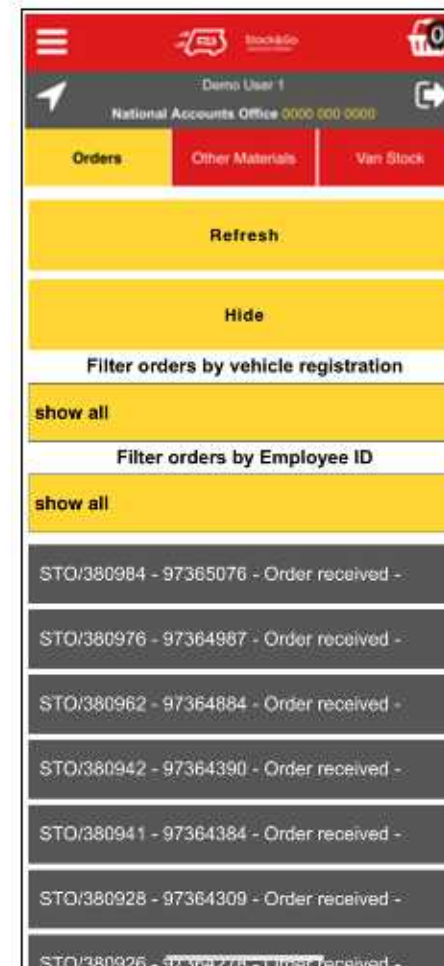 Stock&Go
0
Demo User 1
National Accounts Office 0000 000 0000
Orders
Other Materials
Van Stock
Refresh
Hide
Filter orders by vehicle registration
show all
Filter orders by Employee ID
show all
STO/380984 - 97365076 - Order received -
STO/380976 - 97364987 - Order received -
STO/380962 - 97364884 - Order received -
STO/380942 - 97364390 - Order received -
STO/380941 - 97364384 - Order received -
STO/380928 - 97364309 - Order received -
STO/380926 - 97364278 - Order received -